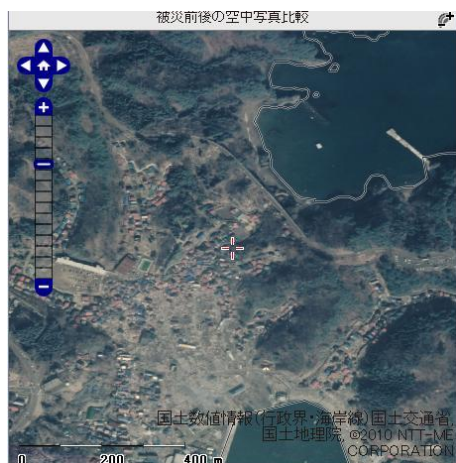 被災前後の空中写真比較
0 200 400 m
国土数値情報(行政界・海岸線)国土交通省,
国土地理院, ©2010 NTT-ME
CORPORATION